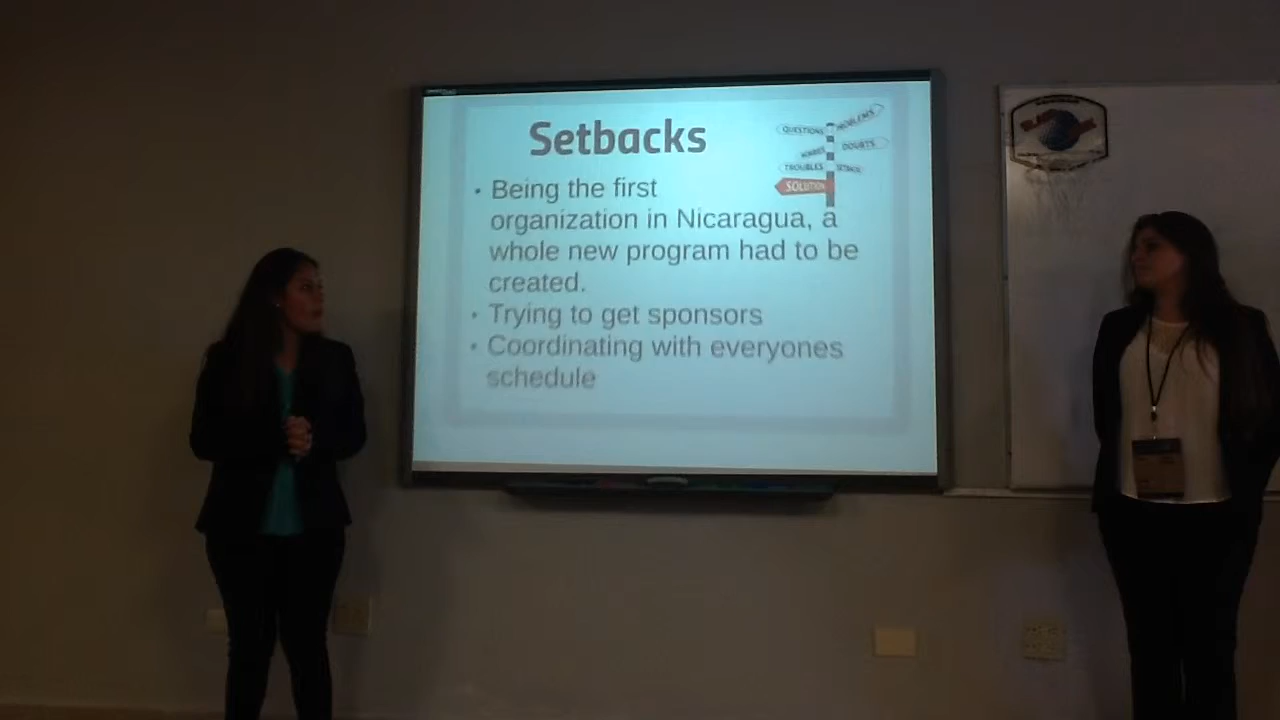 Setbacks
QUESTIONS
PROBLEMS
DOUBTS
TROUBLES
SOLUTION
• Being the first
organization in Nicaragua, a
whole new program had to be
created.
• Trying to get sponsors
• Coordinating with everyones
schedule